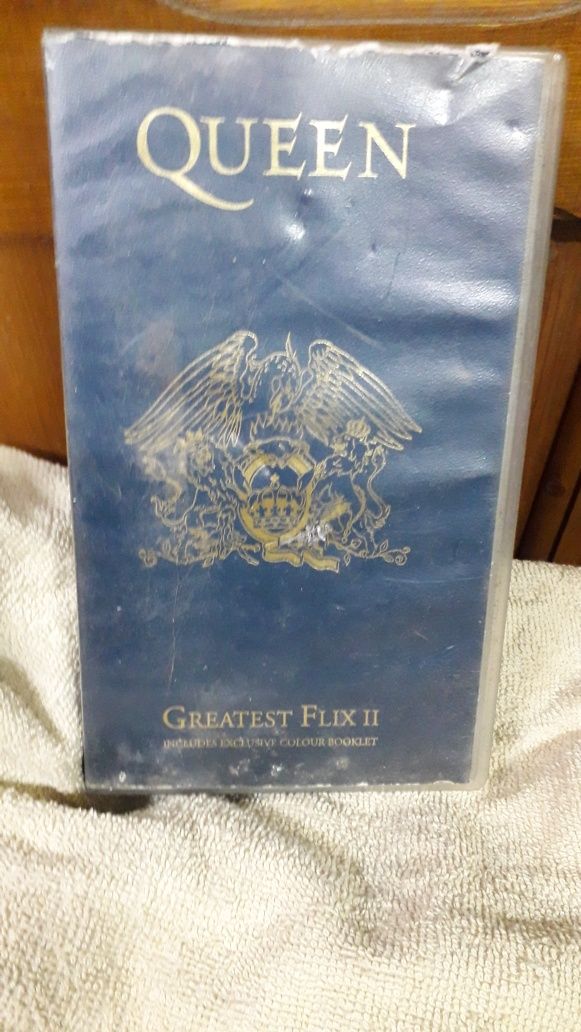 QUEEN
GREATEST FLIX II
INCLUDES EXCLUSIVE COLOUR BOOKLET